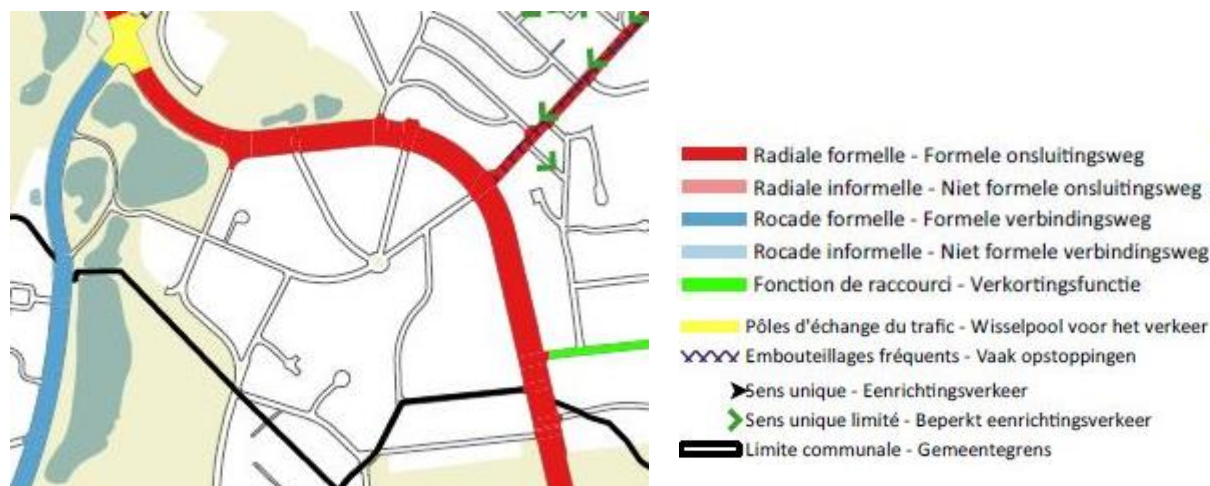 Radiale formelle - Formele onsluitingsweg
Radiale informelle - Niet formele onsluitingsweg
Rocade formelle - Formele verbindingsweg
Rocade informelle - Niet formele verbindingsweg
Fonction de raccourci - Verkortingsfunctie
Pôles d'échange du trafic - Wisselpool voor het verkeer
Embouteillages fréquents - Vaak opstoppingen
Sens unique - Eenrichtingsverkeer
Sens unique limité - Beperkt eenrichtingsverkeer
Limite communale - Gemeentegrens